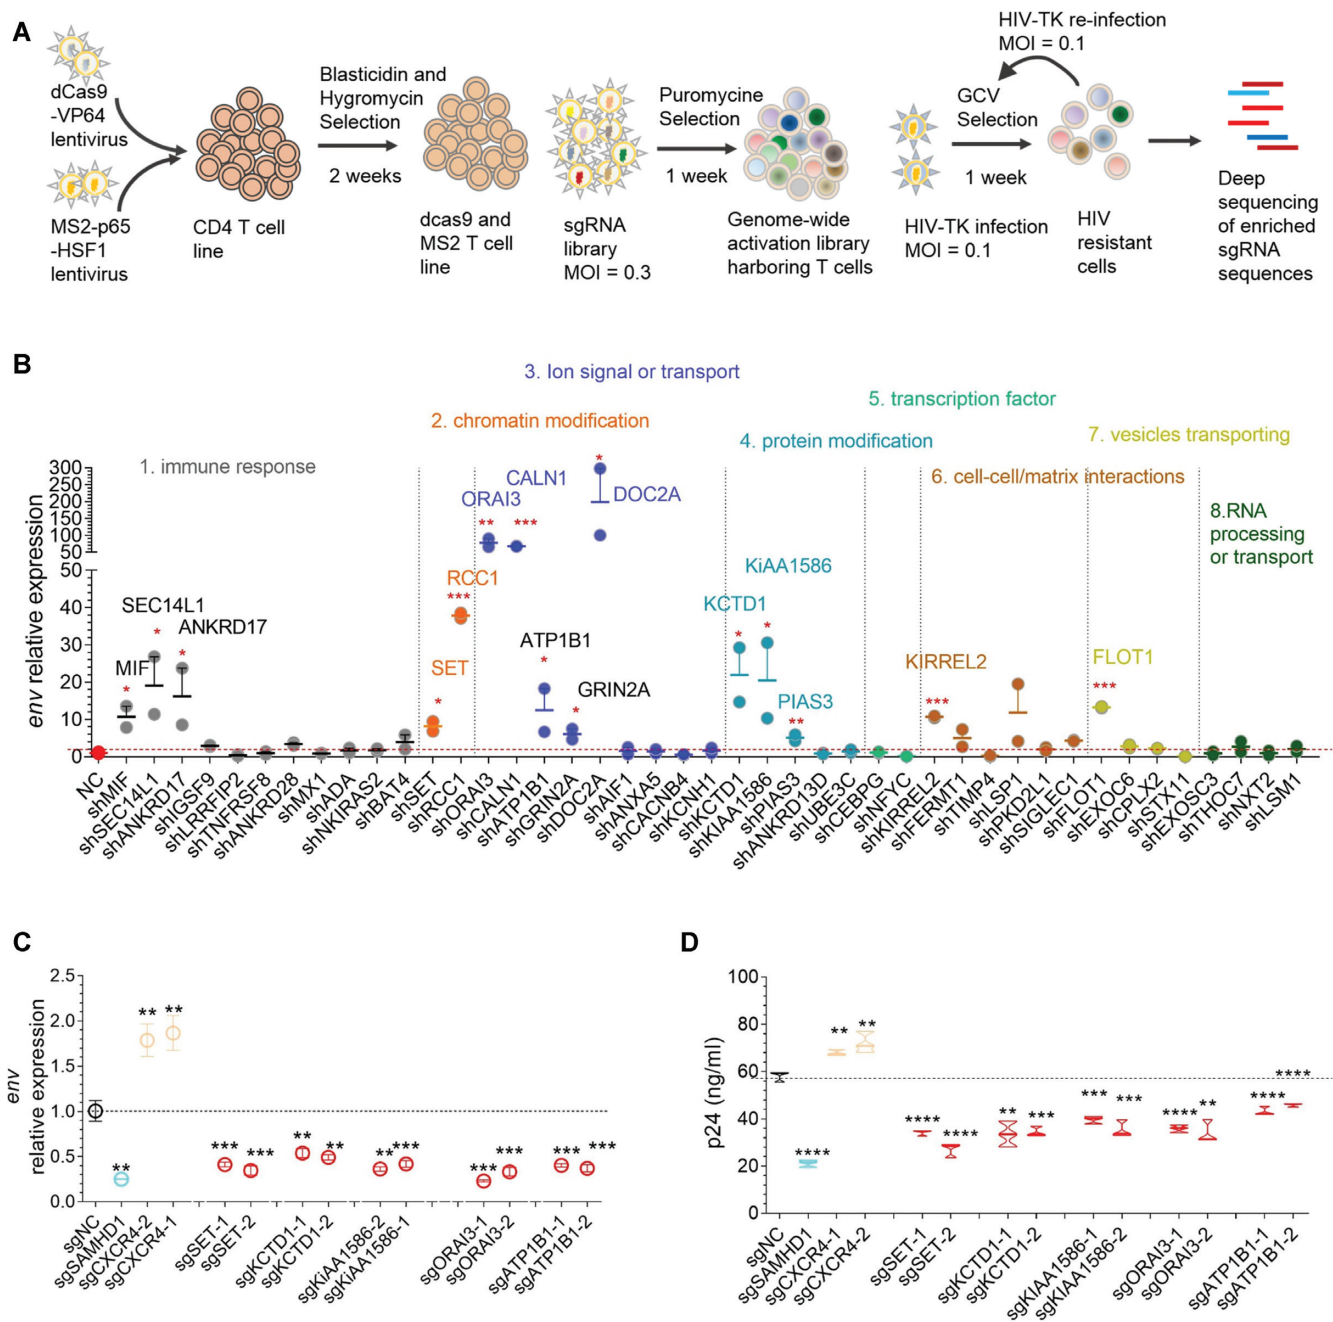 A
dCas9
-VP64
lentivirus
MS2-p65
-HSF1
lentivirus
CD4 T cell
line
Blasticidin and
Hygromycin
Selection
2 weeks
dcas9 and
MS2 T cell
line
sgRNA
library
MOI = 0.3
Puromycine
Selection
1 week
Genome-wide
activation library
harboring T cells
HIV-TK infection
MOI = 0.1
HIV-TK re-infection
MOI = 0.1
GCV
Selection
1 week
HIV
resistant
cells
Deep
sequencing
of enriched
sgRNA
sequences
B
env relative expression
300
250
200
150
100
50
50
40
30
20
10
0
1. immune response
2. chromatin modification
3. Ion signal or transport
4. protein modification
5. transcription factor
6. cell-cell/matrix interactions
7. vesicles transporting
8.RNA
processing
or transport
MIF
*
SEC14L1
*
ANKRD17
*
SET
*
RCC1
***
ORAI3
**
CALN1
***
ATP1B1
*
GRIN2A
*
DOC2A
*
KCTD1
*
KiAA1586
*
PIAS3
**
KIRREL2
***
FLOT1
***
NC
shMIF
shSEC14L1
shANKRD17
shIGSF9
shLRRFIP2
shTNFRSF8
shANKRD28
shMX1
shADA
shNKIRAS2
shBAT4
shSET
shRCC1
shORAI3
shCALN1
shATP1B1
shGRIN2A
shDOC2A
shAIF1
shANXA5
shCACNB4
shKCNH1
shKCTD1
shKIAA1586
shPIAS3
shANKRD13D
shUBE3C
shCEBPG
shNFYC
shKIRREL2
shFERMT1
shTIMP4
shLSP1
shPKD2L1
shSIGLEC1
shFLOT1
shEXOC6
shCPLX2
shSTX11
shEXOSC3
shTHOC7
shNXT2
shLSM1
C
env
relative expression
2.5
2.0
1.5
1.0
0.5
0.0
**
**
**
***
***
**
**
**
***
***
***
***
***
sgNC
sgSAMHD1
sgCXCR4-2
sgCXCR4-1
sgSET-1
sgSET-2
sgKCTD1-1
sgKCTD1-2
sgKiAA1586-2
sgKiAA1586-1
sgORAI3-1
sgORAI3-2
sgATP1B1-1
sgATP1B1-2
D
p24 (ng/ml)
100
80
60
40
20
0
****
**
**
****
****
**
***
***
***
****
**
****
****
sgNC
sgSAMHD1
sgCXCR4-1
sgCXCR4-2
sgSET-1
sgSET-2
sgKCTD1-1
sgKCTD1-2
sgKIAA1586-1
sgKIAA1586-2
sgORAI3-1
sgORAI3-2
sgATP1B1-1
sgATP1B1-2